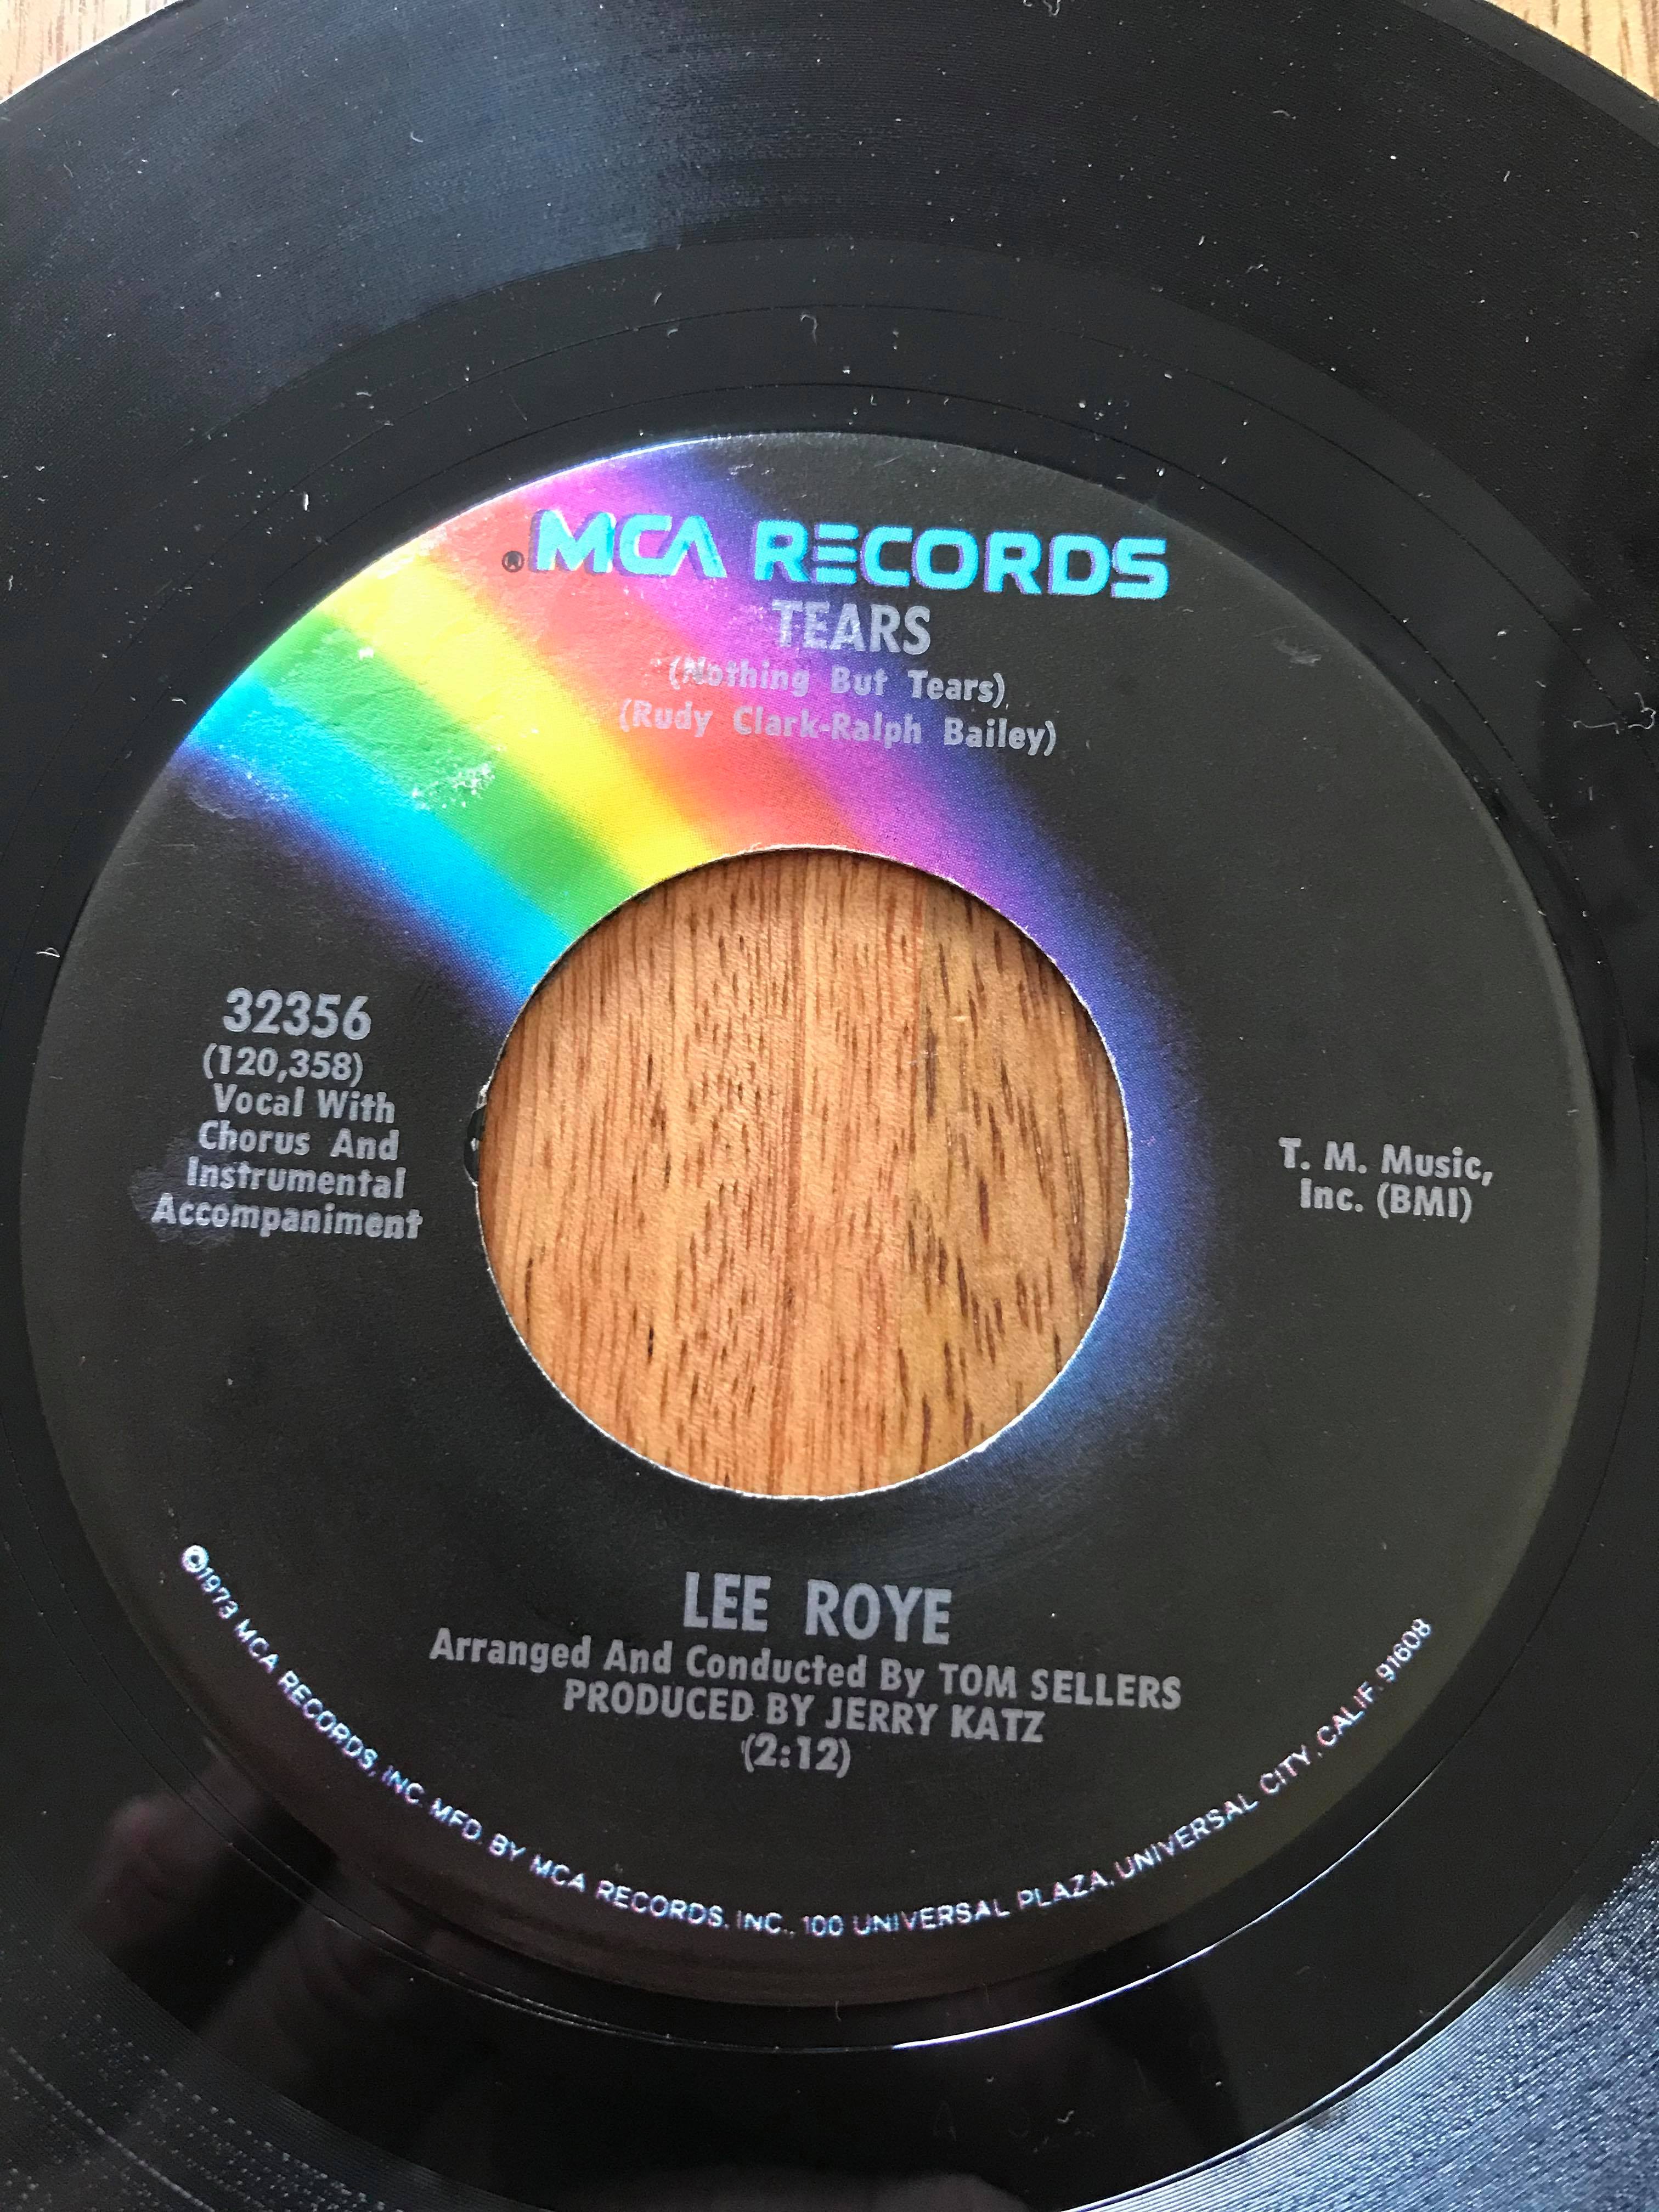 ® MCA RECORDS
TEARS
(Nothing But Tears)
(Rudy Clark-Ralph Bailey)
32356
(120,358)
Vocal With
Chorus And
Instrumental
Accompaniment
T. M. Music,
Inc. (BMI)
LEE ROYE
Arranged And Conducted By TOM SELLERS
PRODUCED BY JERRY KATZ
(2:12)
©1973 MCA RECORDS, INC. MFD. BY MCA RECORDS, INC., 100 UNIVERSAL PLAZA, UNIVERSAL CITY, CALIF. 91608